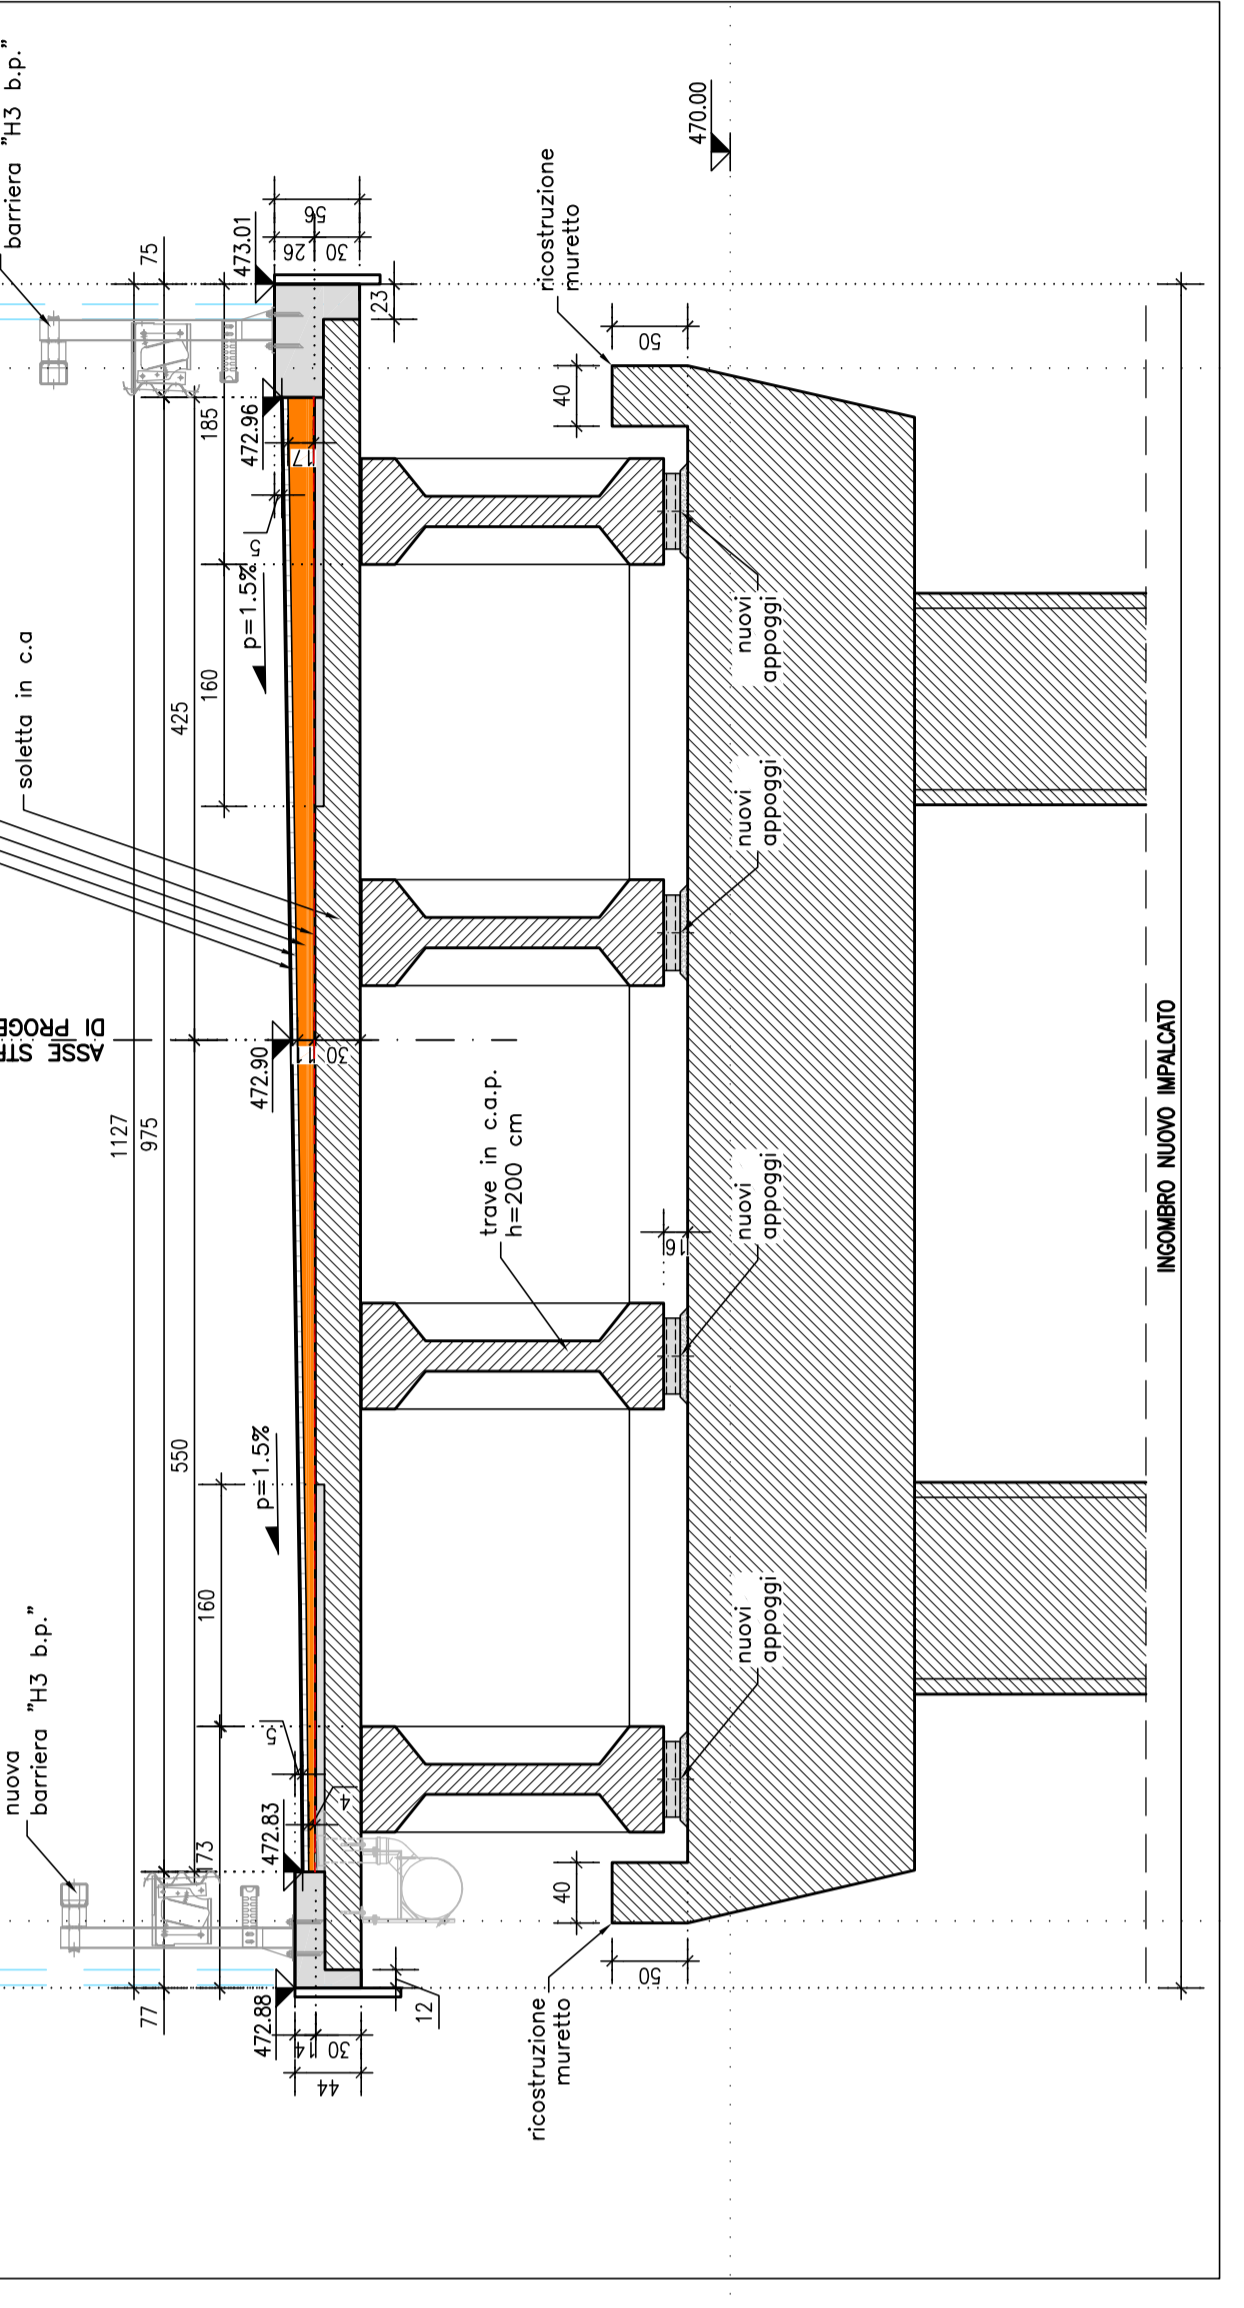 nuova
barriera "H3 b.p."
barriera "H3 b.p."
soletta in c.a
ASSE STR
DI PROGE
1127
77
975
75
550
425
173
160
160
185
p=1.5%
p=1.5%
472.88
472.83
472.90
472.96
473.01
5
4
5
17
11
30
14
30
44
12
26
30
56
23
trave in c.a.p.
h=200 cm
16
ricostruzione
muretto
40
50
ricostruzione
muretto
40
50
nuovi
appoggi
nuovi
appoggi
nuovi
appoggi
nuovi
appoggi
470.00
INGOMBRO NUOVO IMPALCATO